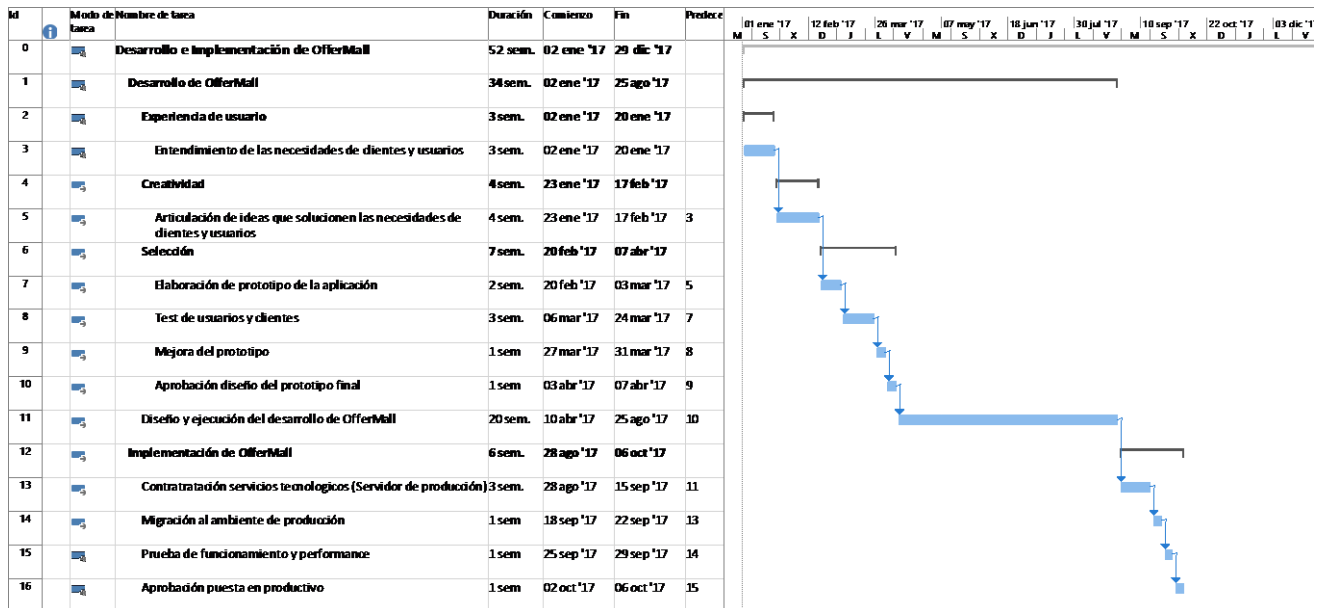 Id Modo de Nombre de tarea Duración Comienzo Fin Predece
tarea
01 ene '17 12 feb '17 26 mar '17 07 may '17 18 jun '17 30 jul '17 10 sep '17 22 oct '17 03 dic '1
M S X D J L V M S X D J L V M S X D J
0 Desarrollo e Implementación de OfferMall 52 sem. 02 ene '17 29 dic '17
1 Desarrollo de OfferMall 34 sem. 02 ene '17 25 ago '17
2 Experiencia de usuario 3 sem. 02 ene '17 20 ene '17
3 Entendimiento de las necesidades de clientes y usuarios 3 sem. 02 ene '17 20 ene '17
4 Creatividad 4 sem. 23 ene '17 17 feb '17
5 Articulación de ideas que solucionen las necesidades de 4 sem. 23 ene '17 17 feb '17 3
clientes y usuarios
6 Selección 7 sem. 20 feb '17 07 abr '17
7 Elaboración de prototipo de la aplicación 2 sem. 20 feb '17 03 mar '17 5
8 Test de usuarios y clientes 3 sem. 06 mar '17 24 mar '17 7
9 Mejora del prototipo 1 sem 27 mar '17 31 mar '17 8
10 Aprobación diseño del prototipo final 1 sem 03 abr '17 07 abr '17 9
11 Diseño y ejecución del desarrollo de OfferMall 20 sem. 10 abr '17 25 ago '17 10
12 Implementación de OfferMall 6 sem. 28 ago '17 06 oct '17
13 Contratratación servicios tecnologicos (Servidor de producción) 3 sem. 28 ago '17 15 sep '17 11
14 Migración al ambiente de producción 1 sem 18 sep '17 22 sep '17 13
15 Prueba de funcionamiento y performance 1 sem 25 sep '17 29 sep '17 14
16 Aprobación puesta en productivo 1 sem 02 oct '17 06 oct '17 15